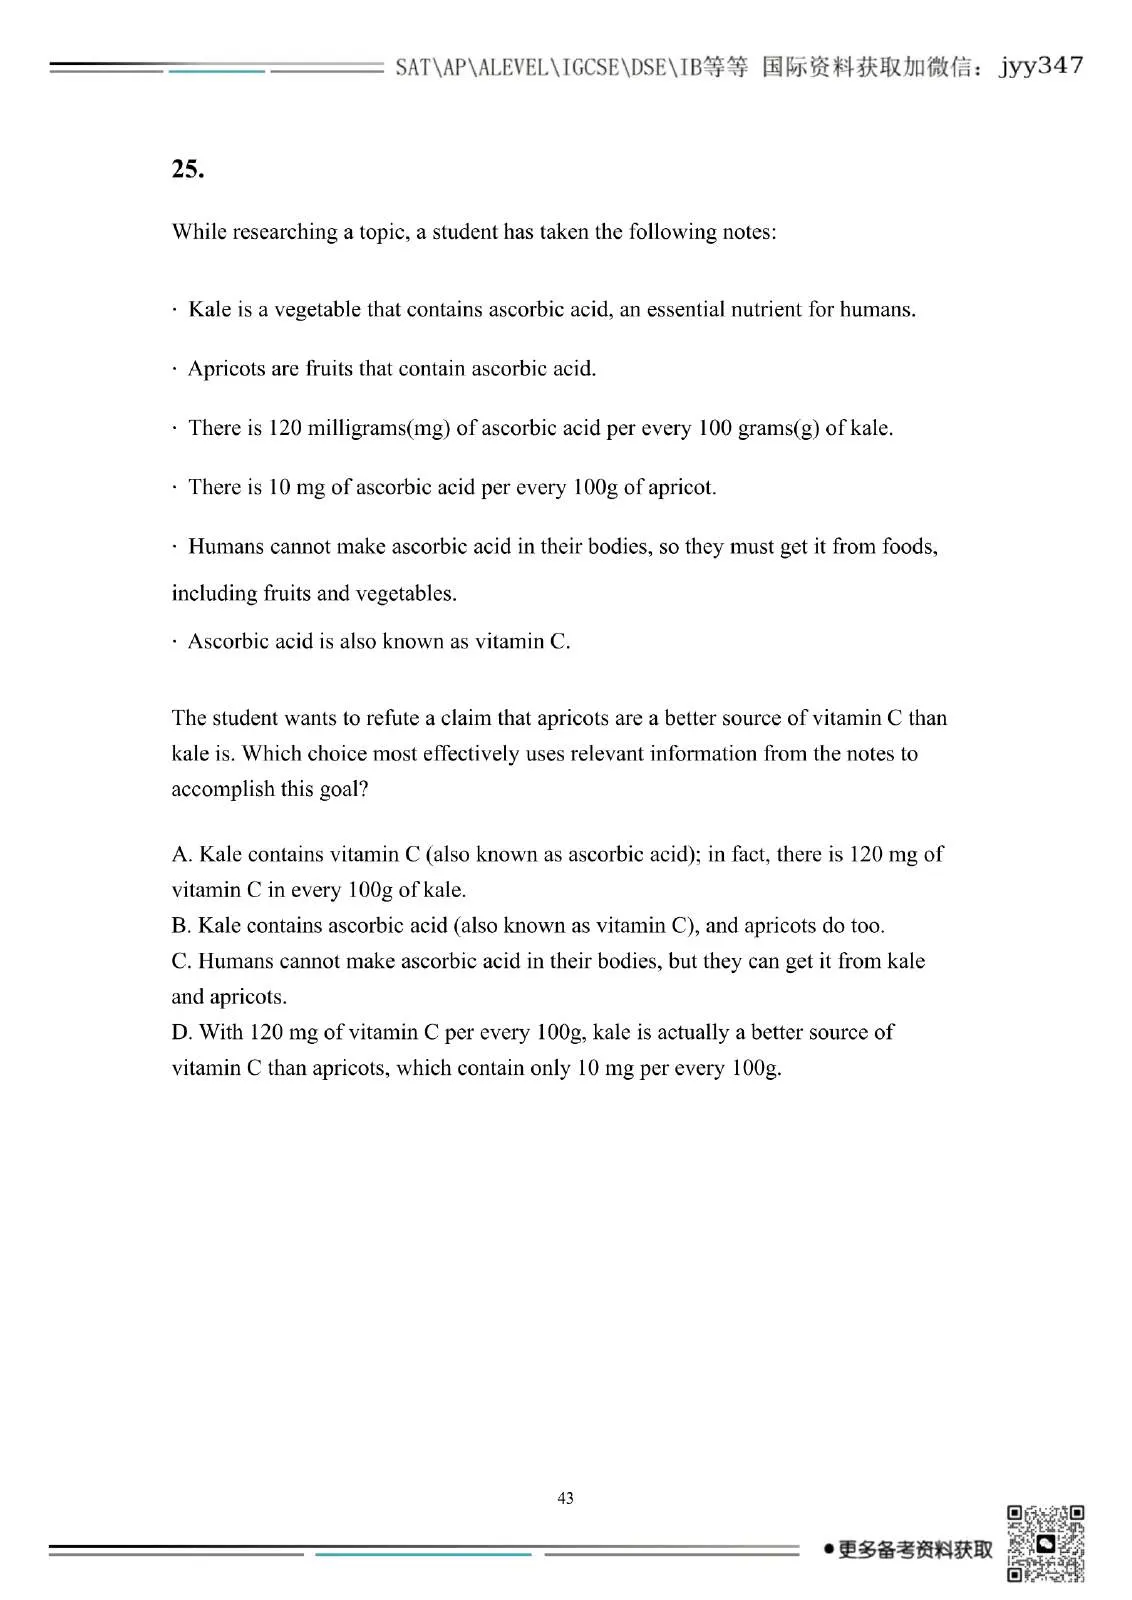 SAT\AP\ALEVEL\IGCSE\DSE\IB等等 国际资料获取加微信：jyy347
25.
While researching a topic, a student has taken the following notes:
· Kale is a vegetable that contains ascorbic acid, an essential nutrient for humans.
· Apricots are fruits that contain ascorbic acid.
· There is 120 milligrams(mg) of ascorbic acid per every 100 grams(g) of kale.
· There is 10 mg of ascorbic acid per every 100g of apricot.
· Humans cannot make ascorbic acid in their bodies, so they must get it from foods,
including fruits and vegetables.
· Ascorbic acid is also known as vitamin C.
The student wants to refute a claim that apricots are a better source of vitamin C than
kale is. Which choice most effectively uses relevant information from the notes to
accomplish this goal?
A. Kale contains vitamin C (also known as ascorbic acid); in fact, there is 120 mg of
vitamin C in every 100g of kale.
B. Kale contains ascorbic acid (also known as vitamin C), and apricots do too.
C. Humans cannot make ascorbic acid in their bodies, but they can get it from kale
and apricots.
D. With 120 mg of vitamin C per every 100g, kale is actually a better source of
vitamin C than apricots, which contain only 10 mg per every 100g.
43
●更多备考资料获取